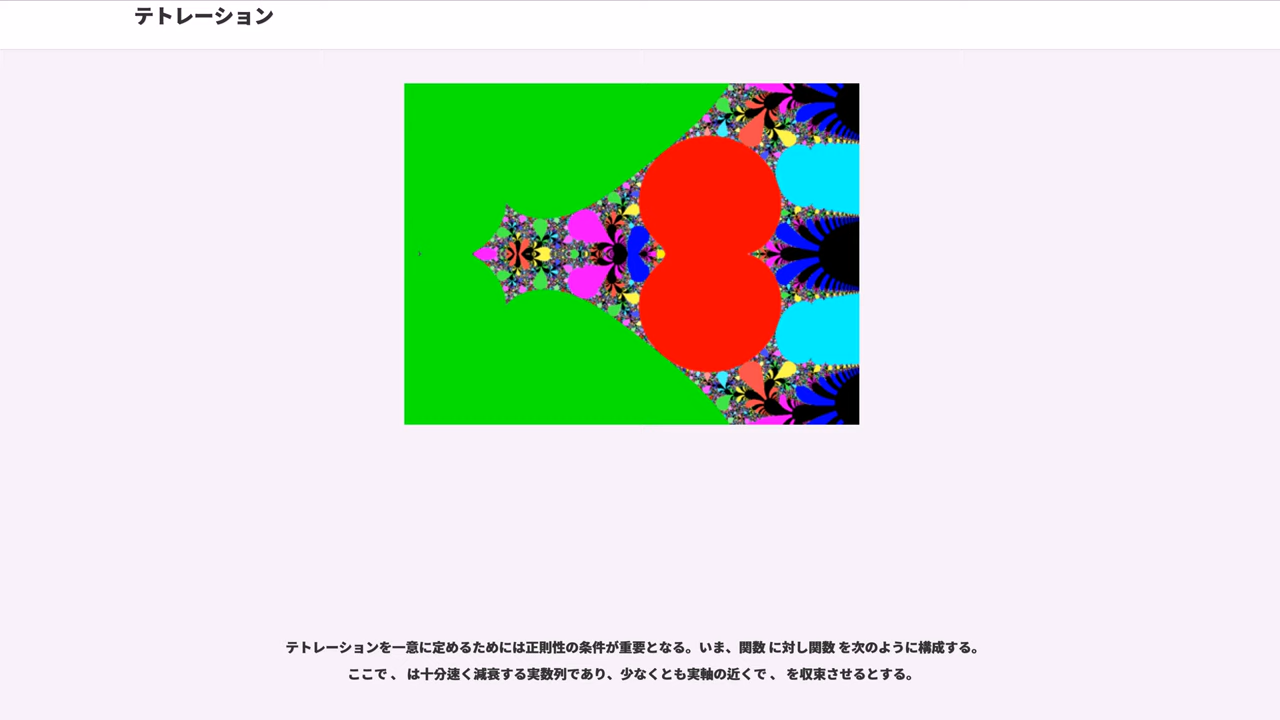 テトレーション
テトレーションを一意に定めるためには正則性の条件が重要となる。いま、関数 に対し関数 を次のように構成する。
ここで 、 は十分速く減衰する実数列であり、少なくとも実軸の近くで 、 を収束させるとする。